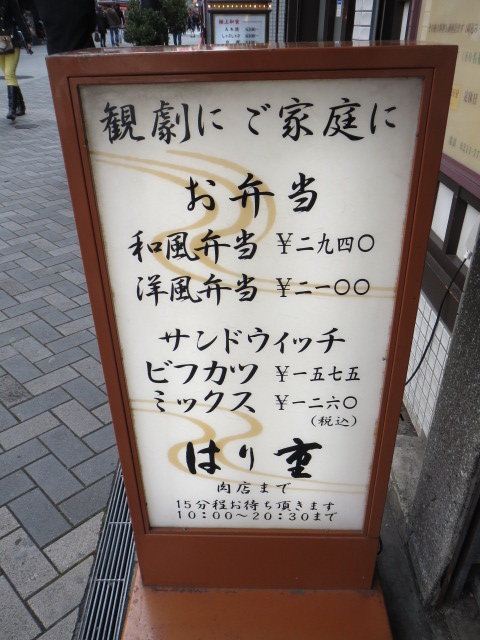 観劇にご家庭に
お弁当
和風弁当 ￥二九四〇
洋風弁当 ￥二一〇〇
サンドウィッチ
ビフカツ ￥一五七五
ミックス ￥一二六〇
(税込)
はり重
肉店まで
15分程お待ち頂きます
10:00〜20:30まで